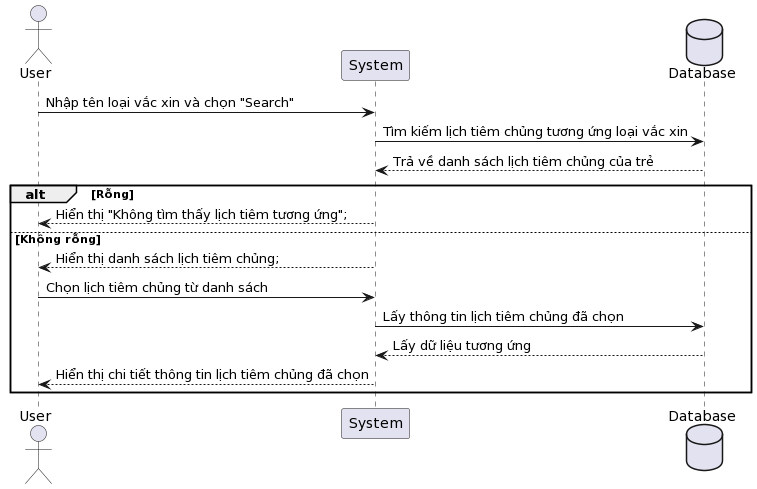 User
System
Database
Nhập tên loại vắc xin và chọn "Search"
Tìm kiếm lịch tiêm chủng tương ứng loại vắc xin
Trả về danh sách lịch tiêm chủng của trẻ
alt [Rỗng]
Hiển thị "Không tìm thấy lịch tiêm tương ứng";
[Không rỗng]
Hiển thị danh sách lịch tiêm chủng;
Chọn lịch tiêm chủng từ danh sách
Lấy thông tin lịch tiêm chủng đã chọn
Lấy dữ liệu tương ứng
Hiển thị chi tiết thông tin lịch tiêm chủng đã chọn
User
System
Database